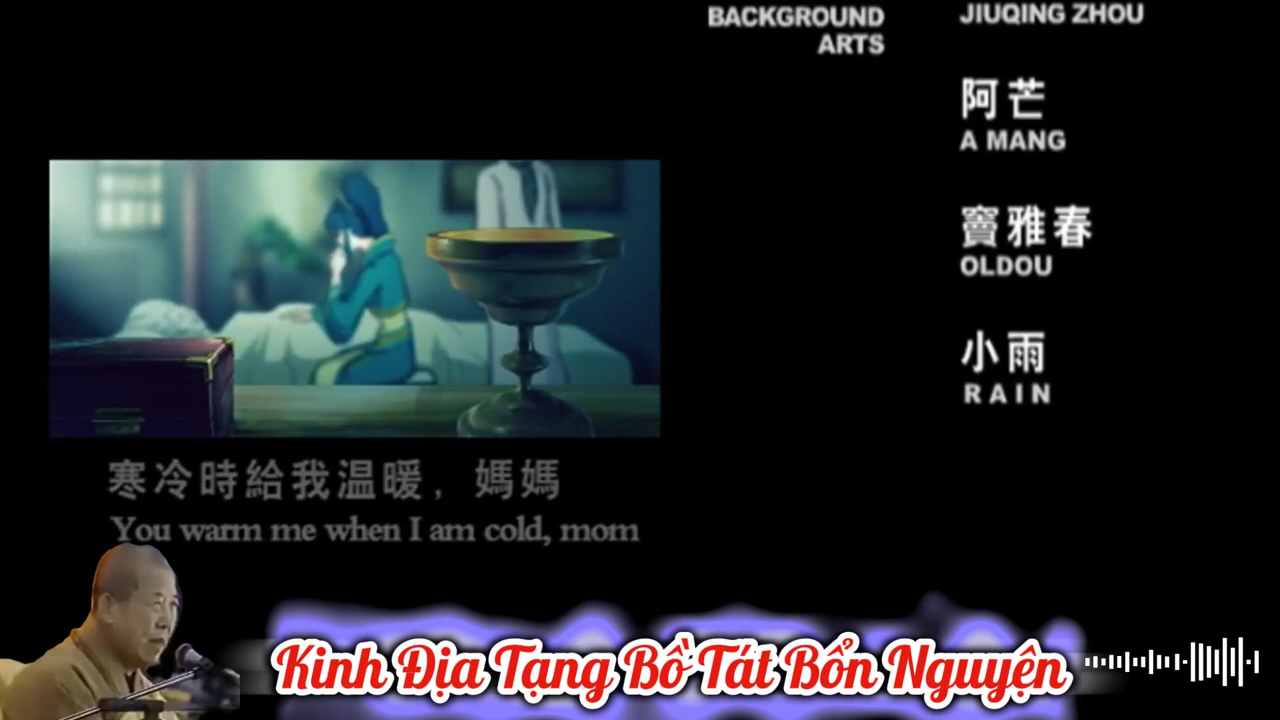 BACKGROUND
ARTS
JIUQING ZHOU
阿芒
A MANG
竇雅春
OLDOU
小雨
RAIN
寒冷時給我温暖，媽媽
You warm me when I am cold, mom
Kinh Địa Tạng Bồ Tát Bổn Nguyện